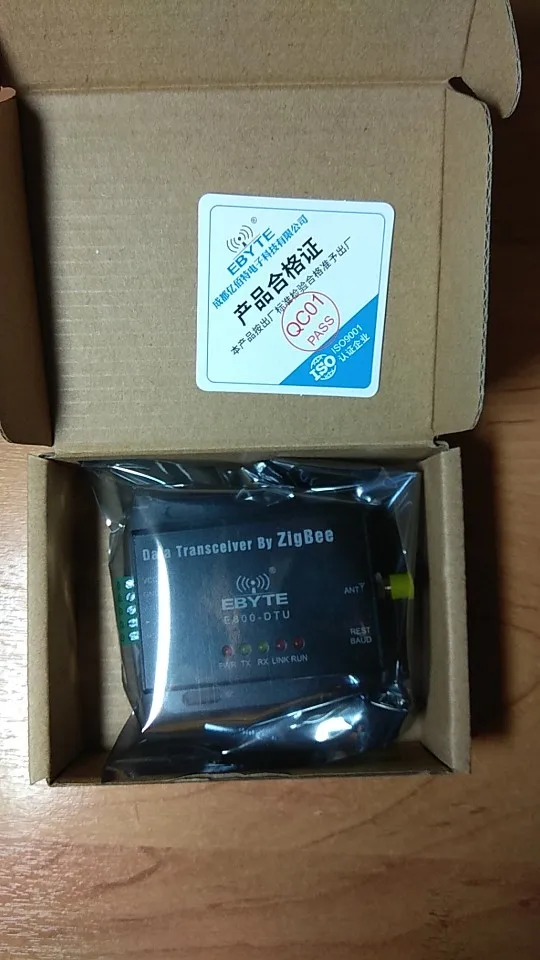 EBYTE
成都亿佰特电子科技有限公司
产品合格证
本产品按出厂标准检验合格准予出厂
QC01
PASS
ISO
ISO9001
认证企业
Data Transceiver By ZigBee
EBYTE
E800-DTU
ANT
REST
BAUD
PWR TX RX LINK RUN